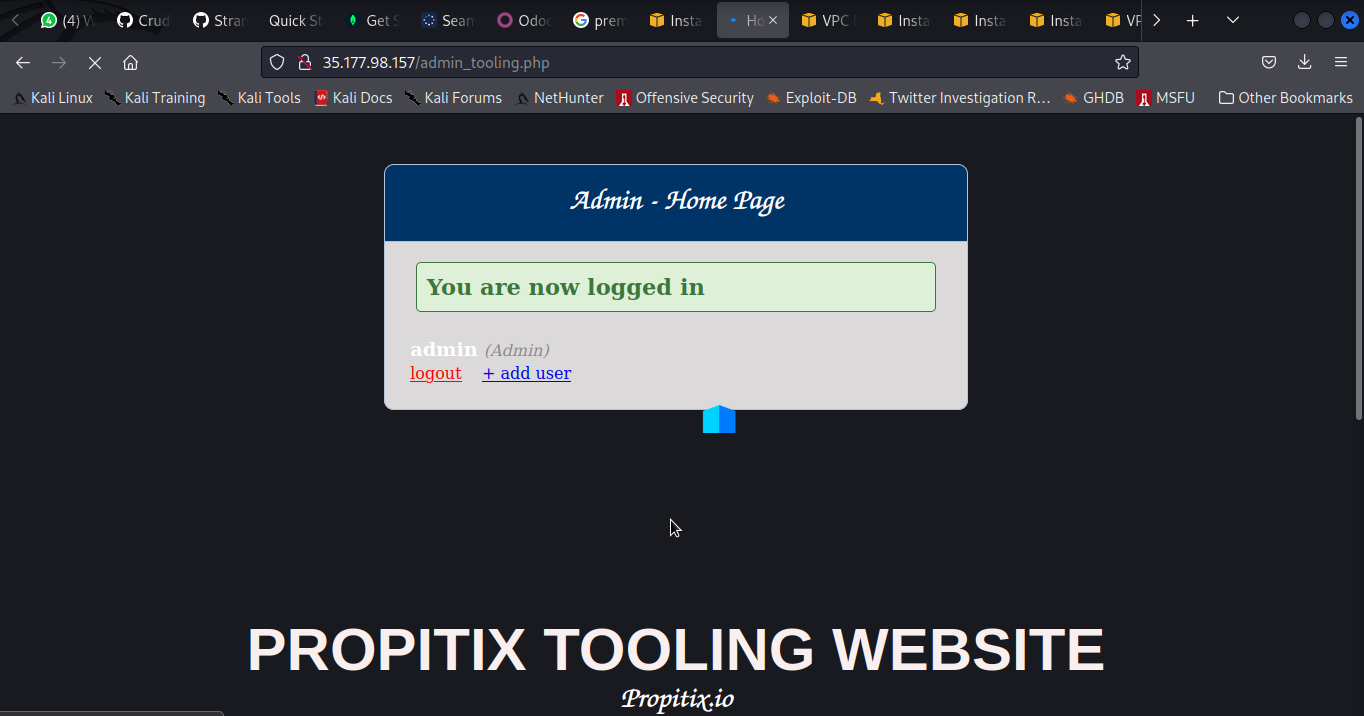 (4) W Crud Stran Quick St Get S Sean Odoo prem Insta Ho VPC Insta Insta Insta VP
35.177.98.157/admin_tooling.php
Kali Linux Kali Training Kali Tools Kali Docs Kali Forums NetHunter Offensive Security Exploit-DB Twitter Investigation R... GHDB MSFU Other Bookmarks
Admin - Home Page
You are now logged in
admin (Admin)
logout + add user
PROPITIX TOOLING WEBSITE
Propitix.io